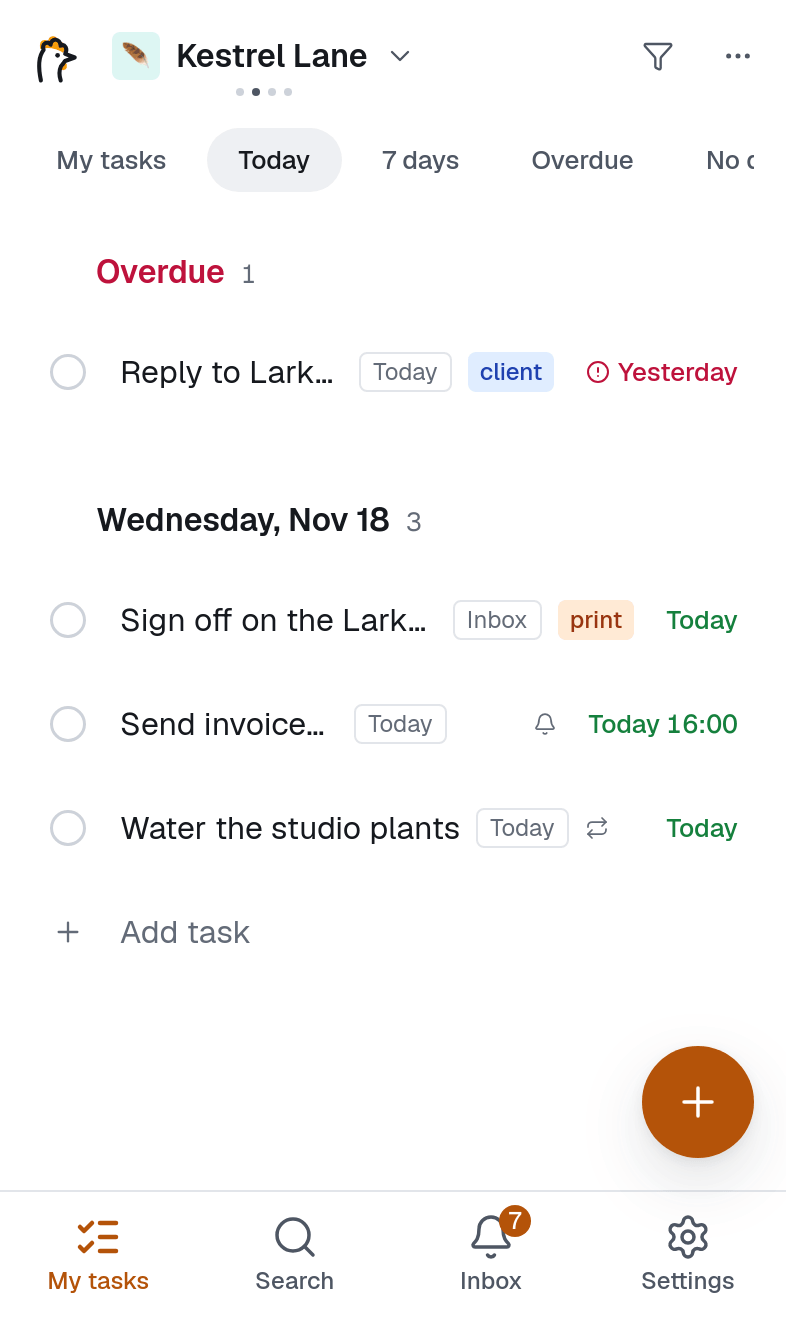 Kestrel Lane
My tasks Today 7 days Overdue No
Overdue 1
Reply to Lark... Today client Yesterday
Wednesday, Nov 18 3
Sign off on the Lark... Inbox print Today
Send invoice... Today Today 16:00
Water the studio plants Today Today
Add task
7
My tasks Search Inbox Settings